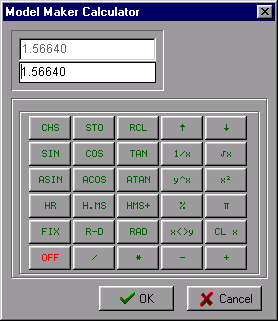 Model Maker Calculator
1.56640
1.56640
CHS STO RCL ↑ ↓
SIN COS TAN 1/x √x
ASIN ACOS ATAN y^x x²
HR H.MS HMS+ % π
FIX R-D RAD x<>y CL x
OFF / * - +
OK Cancel